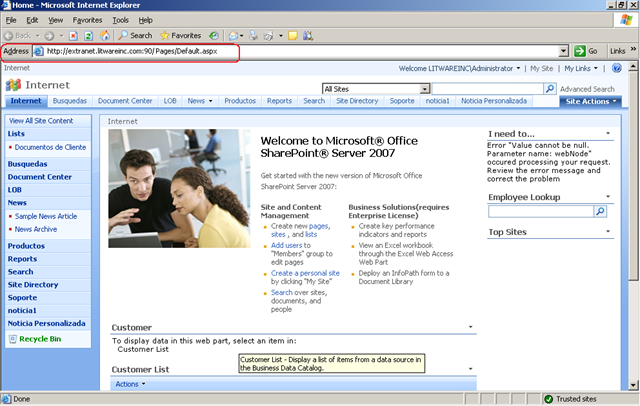 Home - Microsoft Internet Explorer
File Edit View Favorites Tools Help
Back Search Favorites
Address http://extranet.litwareinc.com:90/Pages/Default.aspx Go Links »
Internet Welcome LITWAREINC\Administrator My Site My Links
Internet All Sites Advanced Search
Internet Busquedas Document Center LOB News Productos Reports Search Site Directory Soporte noticia1 Noticia Personalizada Site Actions
View All Site Content
Lists
Documentos de Cliente
Busquedas
Document Center
LOB
News
Sample News Article
News Archive
Productos
Reports
Search
Site Directory
Soporte
noticia1
Noticia Personalizada
Recycle Bin
Internet
Welcome to Microsoft® Office
SharePoint® Server 2007
Get started with the new version of Microsoft Office
SharePoint Server 2007:
Site and Content
Management
Create new pages,
sites , and lists
Add users to
"Members" group to
edit pages
Create a personal site
by clicking "My Site"
Search over sites,
documents, and
people
Business Solutions(requires
Enterprise License)
Create key performance
indicators and reports
View an Excel workbook
through the Excel Web Access
Web Part
Deploy an InfoPath form to a
Document Library
I need to...
Error "Value cannot be null.
Parameter name: webNode"
occured processing your request.
Review the error message and
correct the problem
Employee Lookup
Top Sites
Customer
To display data in this web part, select an item in:
Customer List
Customer List - Display a list of items from a data source in
the Business Data Catalog.
Customer List
Actions
Done Trusted sites